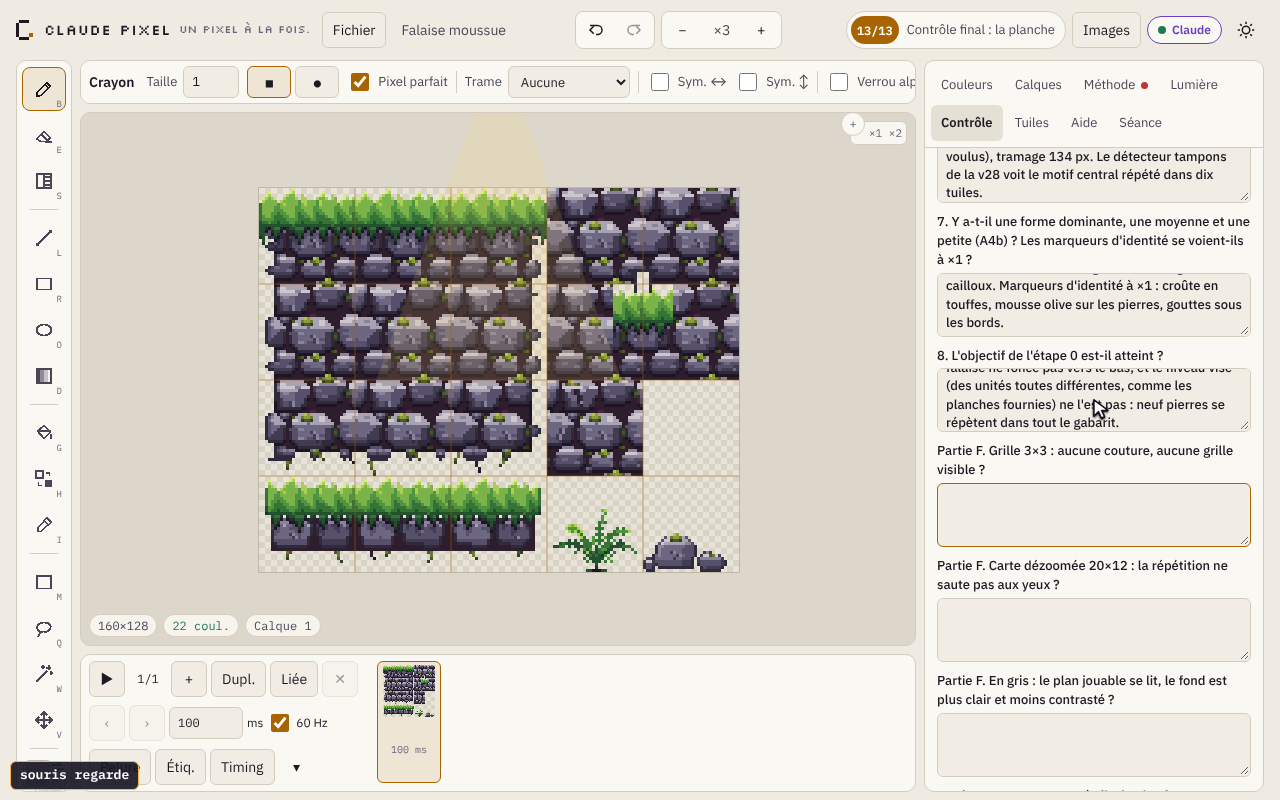 CLAUDE PIXEL UN PIXEL À LA FOIS. Fichier Falaise moussue − ×3 + 13/13 Contrôle final : la planche Images Claude
Crayon Taille 1 Pixel parfait Trame Aucune Sym. ↔ Sym. ↕ Verrou alp
Couleurs Calques Méthode Lumière
Contrôle Tuiles Aide Séance
B
E
S
L
R
O
D
G
H
I
M
Q
W
V
+ ×1 ×2
voulus), tramage 134 px. Le détecteur tampons
de la v28 voit le motif central répété dans dix
tuiles.
7. Y a-t-il une forme dominante, une moyenne et une
petite (A4b) ? Les marqueurs d'identité se voient-ils
à ×1 ?
cailloux. Marqueurs d'identité à ×1 : croûte en
touffes, mousse olive sur les pierres, gouttes sous
les bords.
8. L'objectif de l'étape 0 est-il atteint ?
(des unités toutes différentes, comme les
planches fournies) ne l'est pas : neuf pierres se
répètent dans tout le gabarit.
Partie F. Grille 3×3 : aucune couture, aucune grille
visible ?
Partie F. Carte dézoomée 20×12 : la répétition ne
saute pas aux yeux ?
Partie F. En gris : le plan jouable se lit, le fond est
plus clair et moins contrasté ?
160×128 22 coul. Calque 1
1/1 + Dupl. Liée ✕
‹ › 100 ms 60 Hz
Étiq. Timing ▼
100 ms
souris regarde